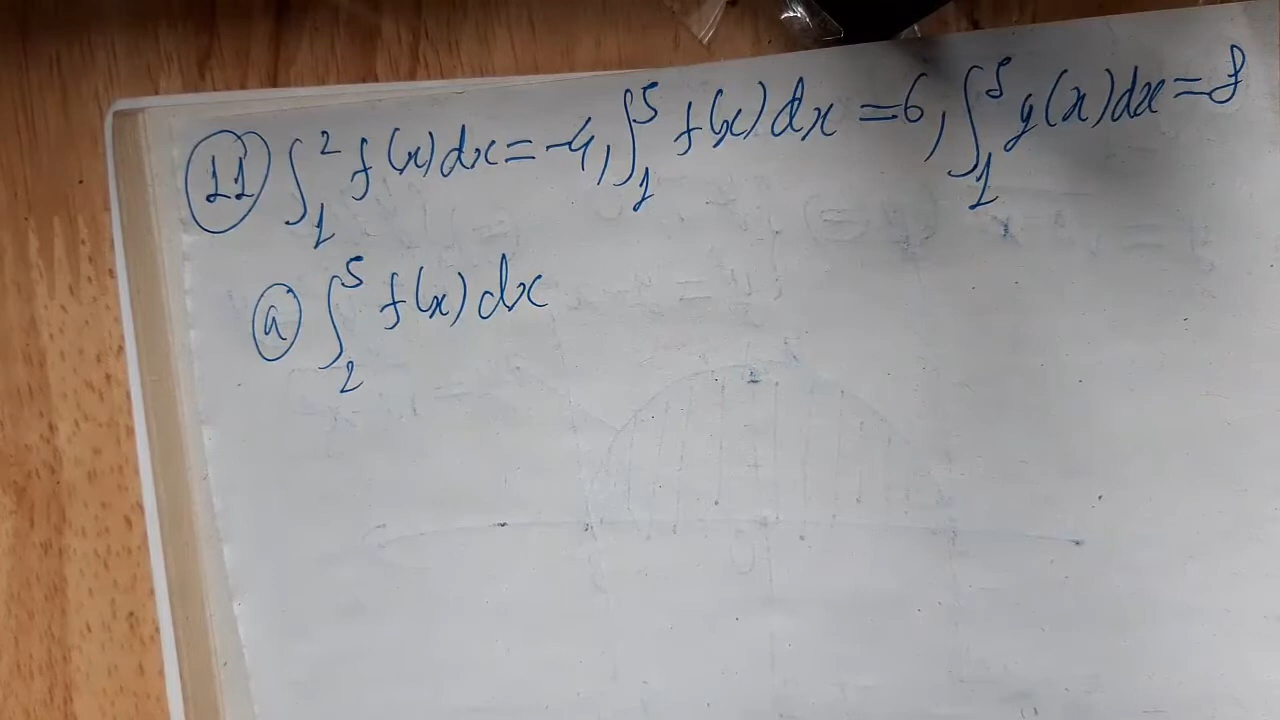 11 ∫₁² f(x)dx = -4, ∫₁⁵ f(x)dx = 6, ∫₁⁵ g(x)dx = 8
a ∫₂⁵ f(x)dx